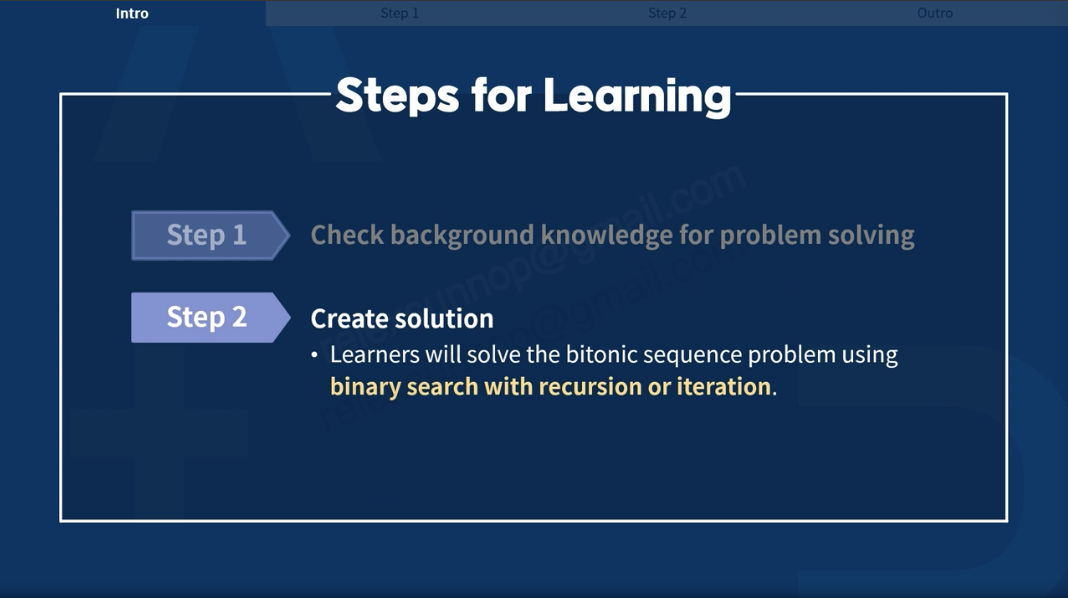 Intro
Step 1
Step 2
Outro
Steps for Learning
Step 1
Check background knowledge for problem solving
Step 2
Create solution
• Learners will solve the bitonic sequence problem using
binary search with recursion or iteration.